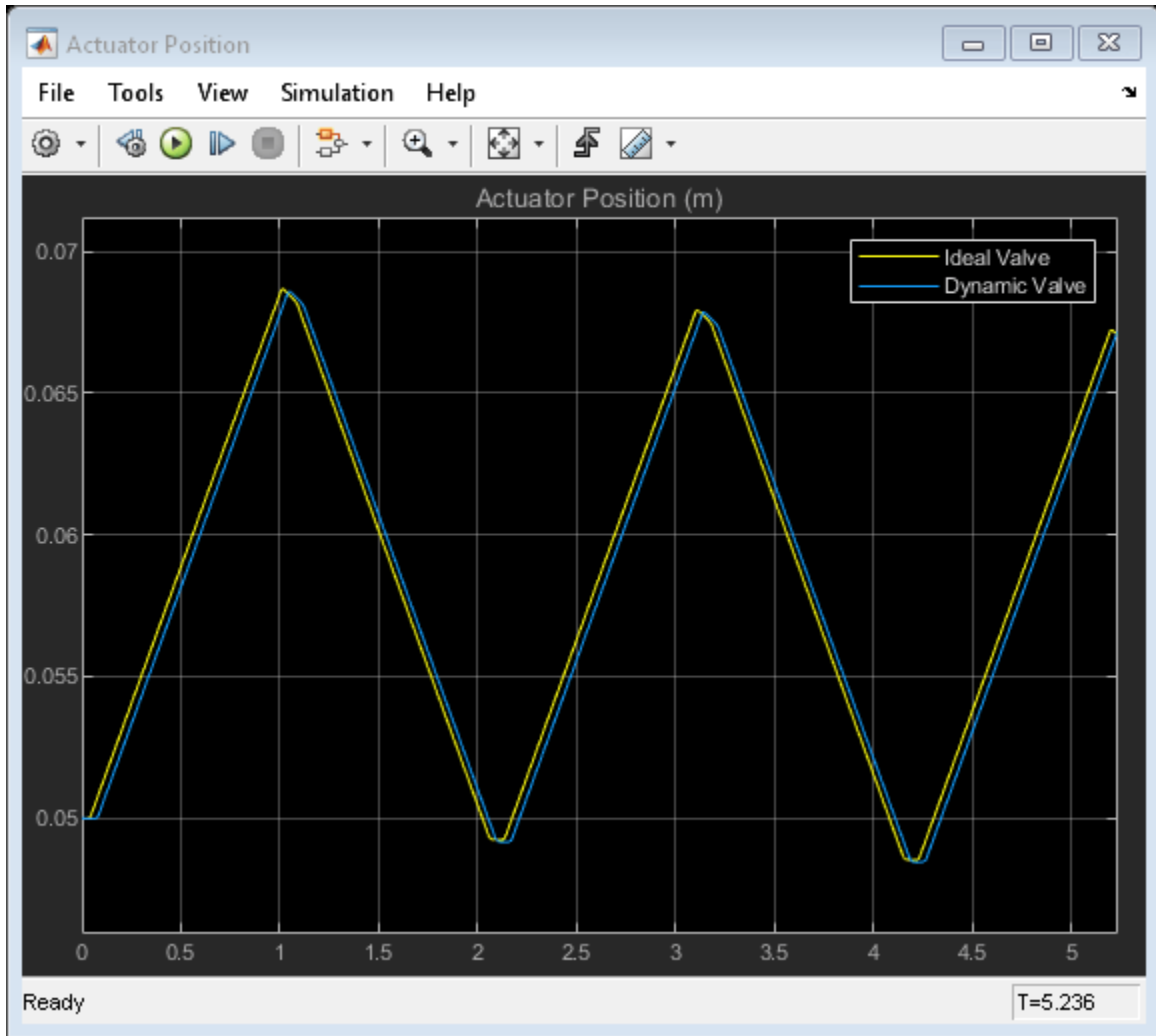 Actuator Position
File Tools View Simulation Help
Actuator Position (m)
0.07
0.065
0.06
0.055
0.05
Ideal Valve
Dynamic Valve
0 0.5 1 1.5 2 2.5 3 3.5 4 4.5 5
Ready T=5.236